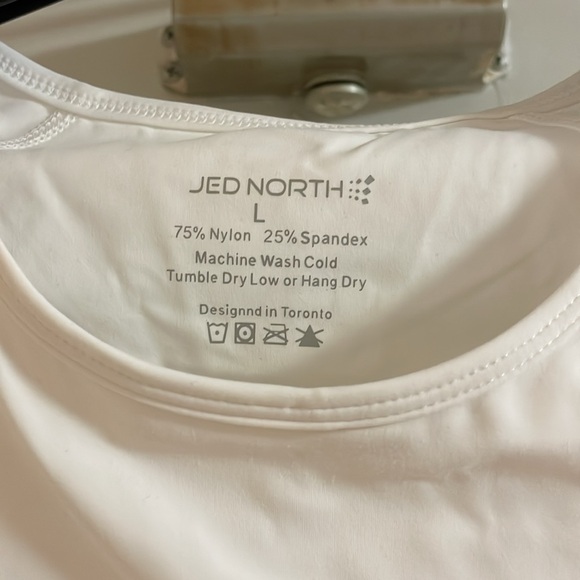 JED NORTH
L
75% Nylon 25% Spandex
Machine Wash Cold
Tumble Dry Low or Hang Dry
Designnd in Toronto